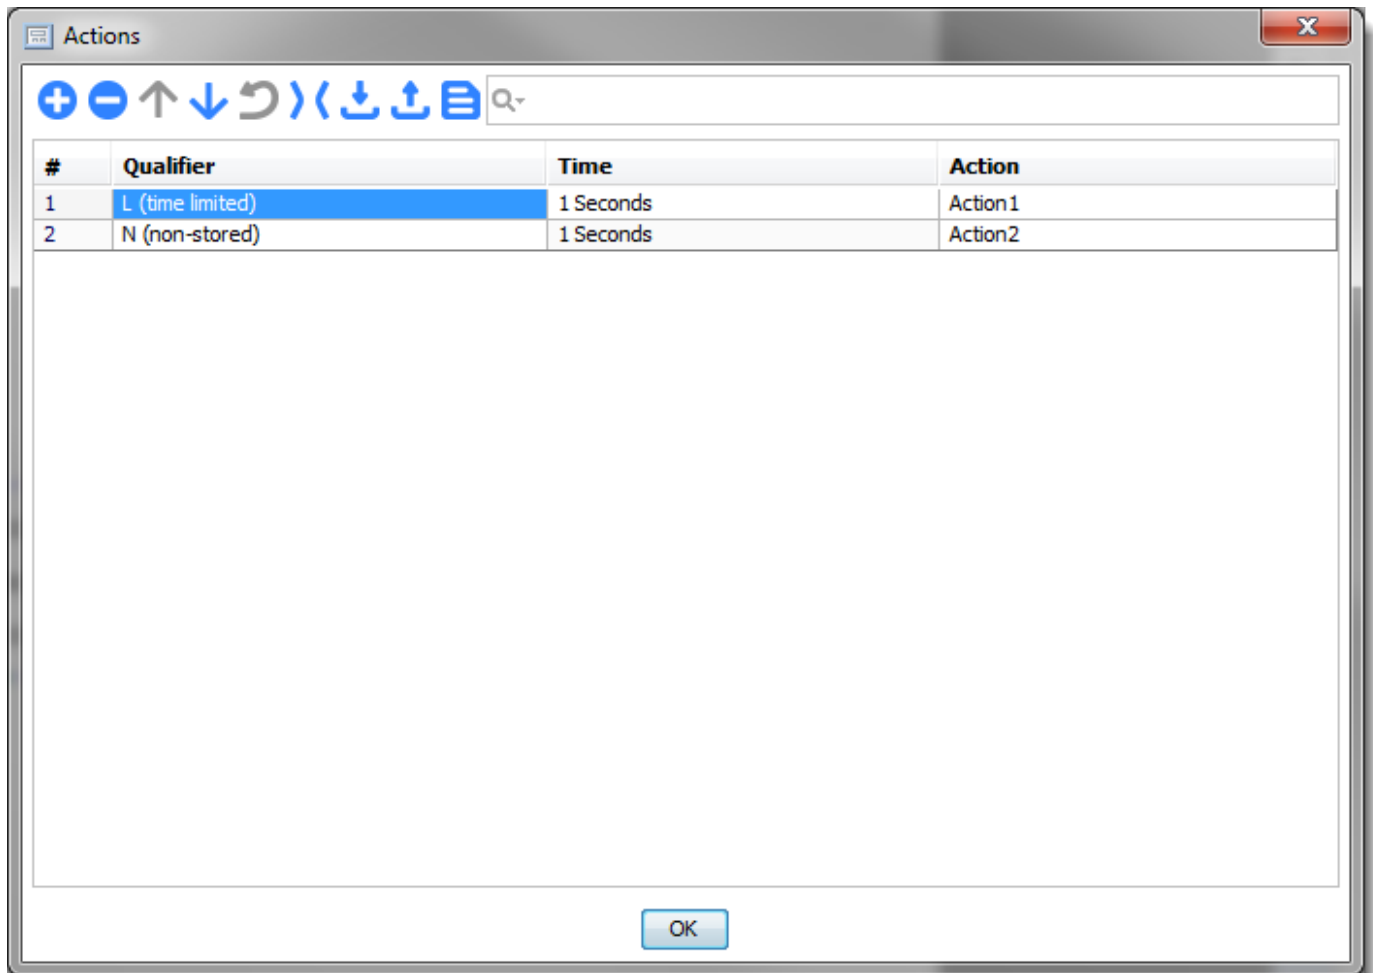 Actions
# Qualifier Time Action
1 L (time limited) 1 Seconds Action1
2 N (non-stored) 1 Seconds Action2
OK